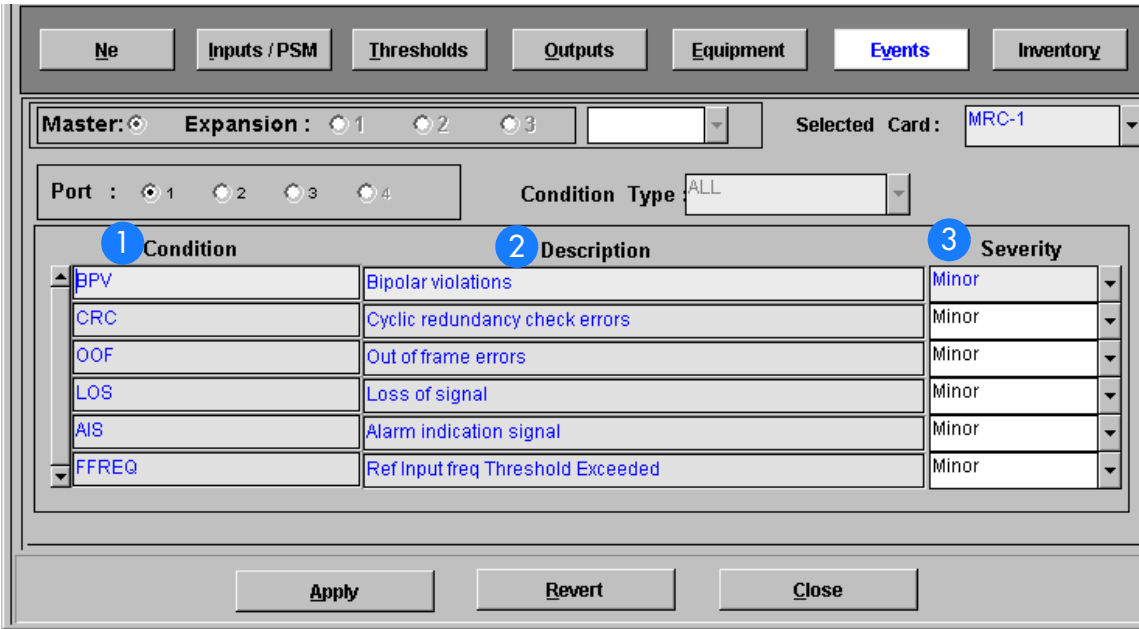 Ne Inputs / PSM Thresholds Outputs Equipment Events Inventory
Master: Expansion : 1 2 3 Selected Card : MRC-1
Port : 1 2 3 4 Condition Type : ALL
1 Condition 2 Description 3 Severity
BPV Bipolar violations Minor
CRC Cyclic redundancy check errors Minor
OOF Out of frame errors Minor
LOS Loss of signal Minor
AIS Alarm indication signal Minor
FFREQ Ref Input freq Threshold Exceeded Minor
Apply Revert Close